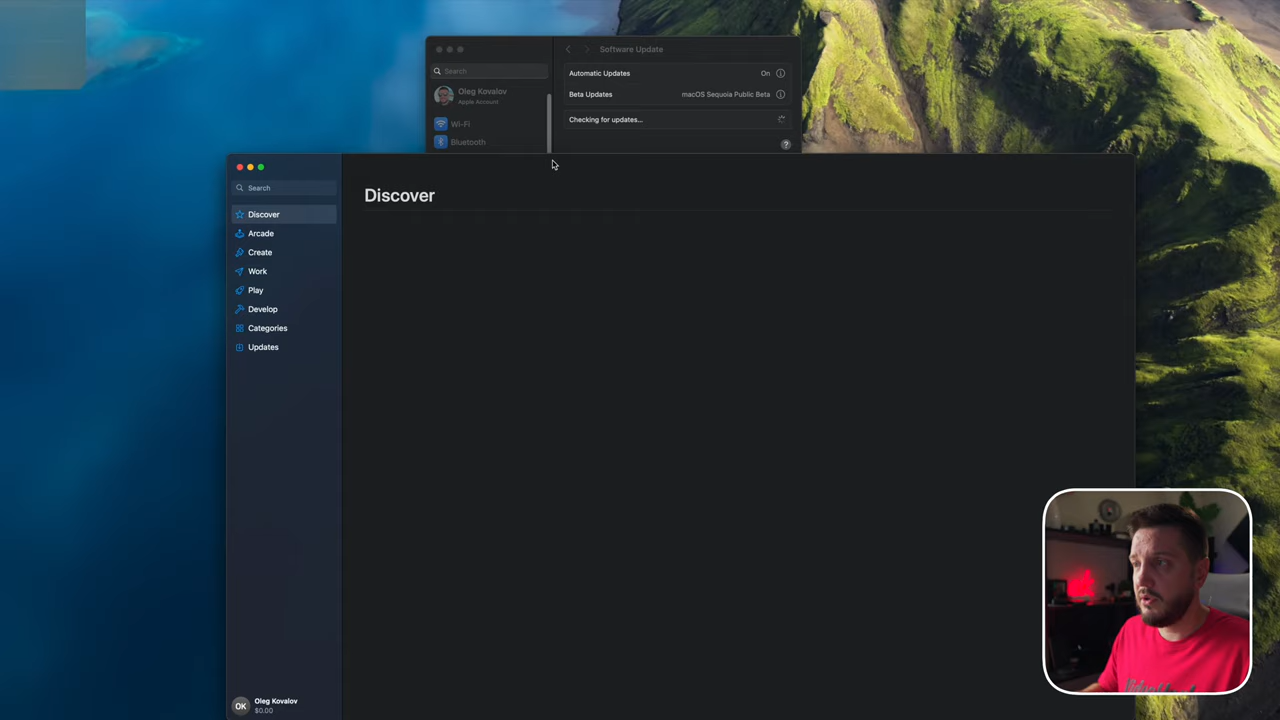 Software Update
Search
Automatic Updates On
Oleg Kovalov
Apple Account
Beta Updates macOS Sequoia Public Beta
Wi-Fi
Checking for updates...
Bluetooth
?
Search
Discover
Discover
Arcade
Create
Work
Play
Develop
Categories
Updates
OK
Oleg Kovalov
$0.00